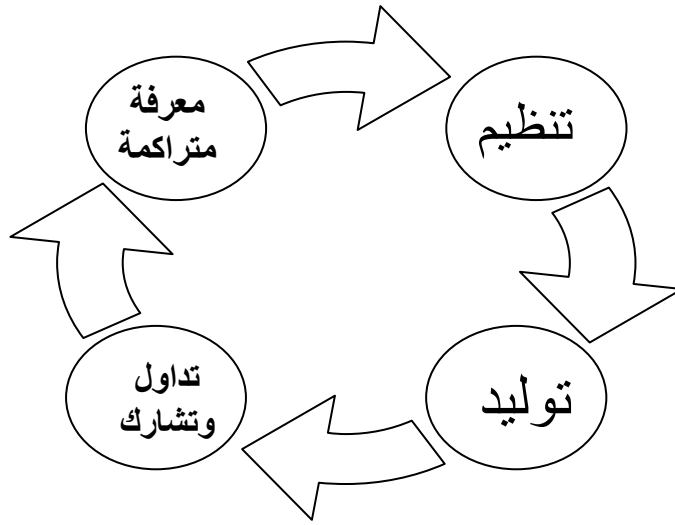 معرفة
متراكمة
تنظيم
توليد
تداول
وتشارك